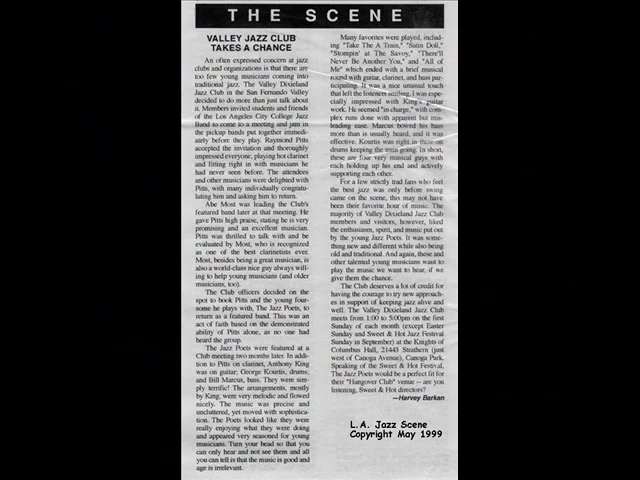 THE SCENE
VALLEY JAZZ CLUB
TAKES A CHANCE
An often expressed concern at jazz
clubs and organizations is that there are
too few young musicians coming into
traditional jazz. The Valley Dixieland
Jazz Club in the San Fernando Valley
decided to do more than just talk about
it. Members invited students and friends
of the Los Angeles City College Jazz
Band to come to a meeting and jam in
the pickup bands put together immedi-
ately before they play. Raymond Pitts
accepted the invitation and thoroughly
impressed everyone, playing hot clarinet
and fitting right in with musicians he
had never seen before. The attendees
and other musicians were delighted with
Pitts, with many individually congratu-
lating him and asking him to return.
Abe Most was leading the Club's
featured band later at that meeting. He
gave Pitts high praise, stating he is very
promising and an excellent musician.
Pitts was thrilled to talk with and be
evaluated by Most, who is recognized
as one of the best clarinetists ever.
Most, besides being a great musician, is
also a world-class nice guy always will-
ing to help young musicians (and older
musicians, too).
The Club officers decided on the
spot to book Pitts and the young four-
some he plays with, The Jazz Poets, to
return as a featured band. This was an
act of faith based on the demonstrated
ability of Pitts alone, as no one had
heard the group.
The Jazz Poets were featured at a
Club meeting two months later. In addi-
tion to Pitts on clarinet, Anthony King
was on guitar; George Kourtis, drums;
and Bill Marcus, bass. They were sim-
ply terrific! The arrangements, mostly
by King, were very melodic and flowed
nicely. The music was precise and
uncluttered, yet moved with sophistica-
tion. The Poets looked like they were
really enjoying what they were doing
and appeared very seasoned for young
musicians. Turn your head so that you
can only hear and not see them and all
you can tell is that the music is good and
age is irrelevant.
Many favorites were played, includ-
ing "Take The A Train," "Satin Doll,"
"Stompin' at The Savoy," "There'll
Never Be Another You," and "All of
Me" which ended with a brief musical
round with guitar, clarinet, and bass par-
ticipating. It was a nice unusual touch
that left the listeners smiling. I was espe-
cially impressed with King's guitar
work. He seemed "in charge," with com-
plex runs done with apparent but mis-
leading ease. Marcus bowed his bass
more than is usually heard, and it was
effective. Kourtis was right in there on
drums keeping the train going. In short,
these are four very musical guys with
each holding up his end and actively
supporting each other.
For a few strictly trad fans who feel
the best jazz was only before swing
came on the scene, this may not have
been their favorite hour of music. The
majority of Valley Dixieland Jazz Club
members and visitors, however, liked
the enthusiasm, spirit, and music put out
by the young Jazz Poets. It was some-
thing new and different while also being
old and traditional. And again, these and
other talented young musicians want to
play the music we want to hear, if we
give them the chance.
The Club deserves a lot of credit for
having the courage to try new approach-
es in support of keeping jazz alive and
well. The Valley Dixieland Jazz Club
meets from 1:00 to 5:00pm on the first
Sunday of each month (except Easter
Sunday and Sweet & Hot Jazz Festival
Sunday in September) at the Knights of
Columbus Hall, 21443 Strathern (just
west of Canoga Avenue), Canoga Park.
Speaking of the Sweet & Hot Festival,
The Jazz Poets would be a perfect fit for
their "Hangover Club" venue – are you
listening, Sweet & Hot directors?
—Harvey Barkan
L.A. Jazz Scene
Copyright May 1999